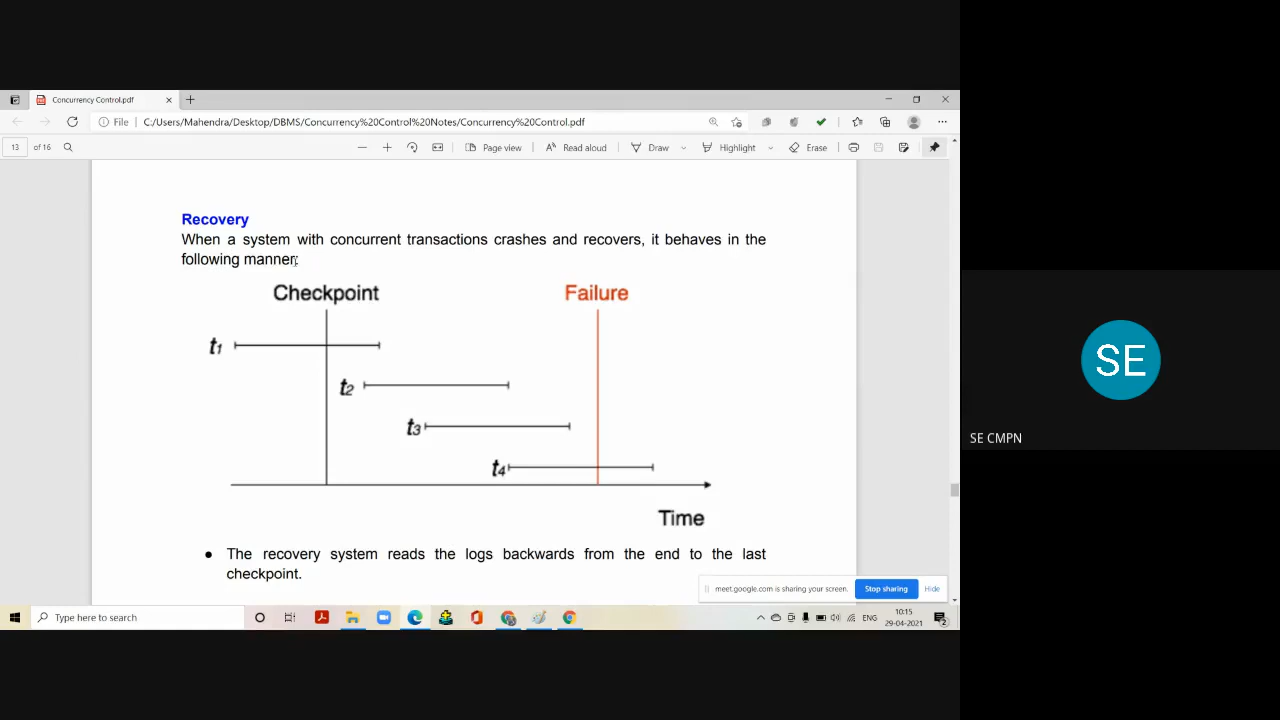 Concurrency Control.pdf
File
C:/Users/Mahendra/Desktop/DBMS/Concurrency%20Control%20Notes/Concurrency%20Control.pdf
13 of 16
Page view
Read aloud
Draw
Highlight
Erase
Recovery
When a system with concurrent transactions crashes and recovers, it behaves in the
following manner:
Checkpoint
Failure
t1
t2
t3
t4
Time
SE
SE CMPN
● The recovery system reads the logs backwards from the end to the last
checkpoint.
meet.google.com is sharing your screen.
Stop sharing
Hide
Type here to search
ENG
10:15
29-04-2021
2